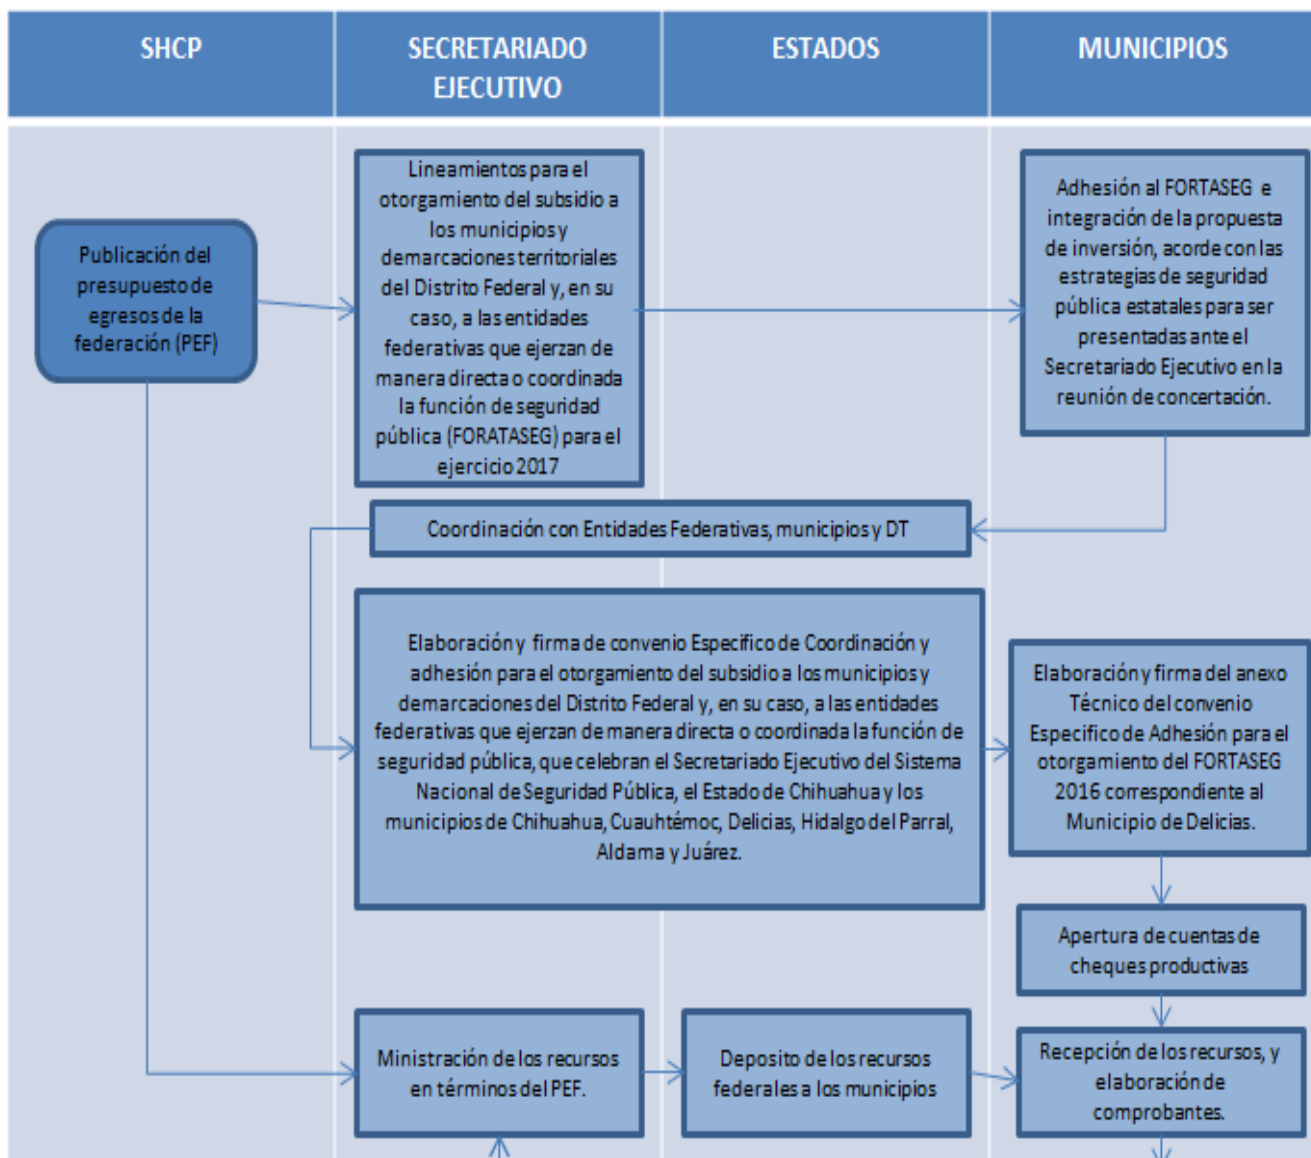 SHCP
SECRETARIADO
EJECUTIVO
ESTADOS
MUNICIPIOS
Publicación del
presupuesto de
egresos de la
federación (PEF)
Lineamientos para el
otorgamiento del subsidio a
los municipios y
demarcaciones territoriales
del Distrito Federal y, en su
caso, a las entidades
federativas que ejerzan de
manera directa o coordinada
la función de seguridad
pública (FORATASEG) para el
ejercicio 2017
Adhesión al FORTASEG e
integración de la propuesta
de inversión, acorde con las
estrategias de seguridad
pública estatales para ser
presentadas ante el
Secretariado Ejecutivo en la
reunión de concertación.
Coordinación con Entidades Federativas, municipios y DT
Elaboración y firma de convenio Especifico de Coordinación y
adhesión para el otorgamiento del subsidio a los municipios y
demarcaciones del Distrito Federal y, en su caso, a las entidades
federativas que ejerzan de manera directa o coordinada la función de
seguridad pública, que celebran el Secretariado Ejecutivo del Sistema
Nacional de Seguridad Pública, el Estado de Chihuahua y los
municipios de Chihuahua, Cuauhtémoc, Delicias, Hidalgo del Parral,
Aldama y Juárez.
Elaboración y firma del anexo
Técnico del convenio
Especifico de Adhesión para el
otorgamiento del FORTASEG
2016 correspondiente al
Municipio de Delicias.
Apertura de cuentas de
cheques productivas
Ministración de los recursos
en términos del PEF.
Deposito de los recursos
federales a los municipios
Recepción de los recursos, y
elaboración de
comprobantes.